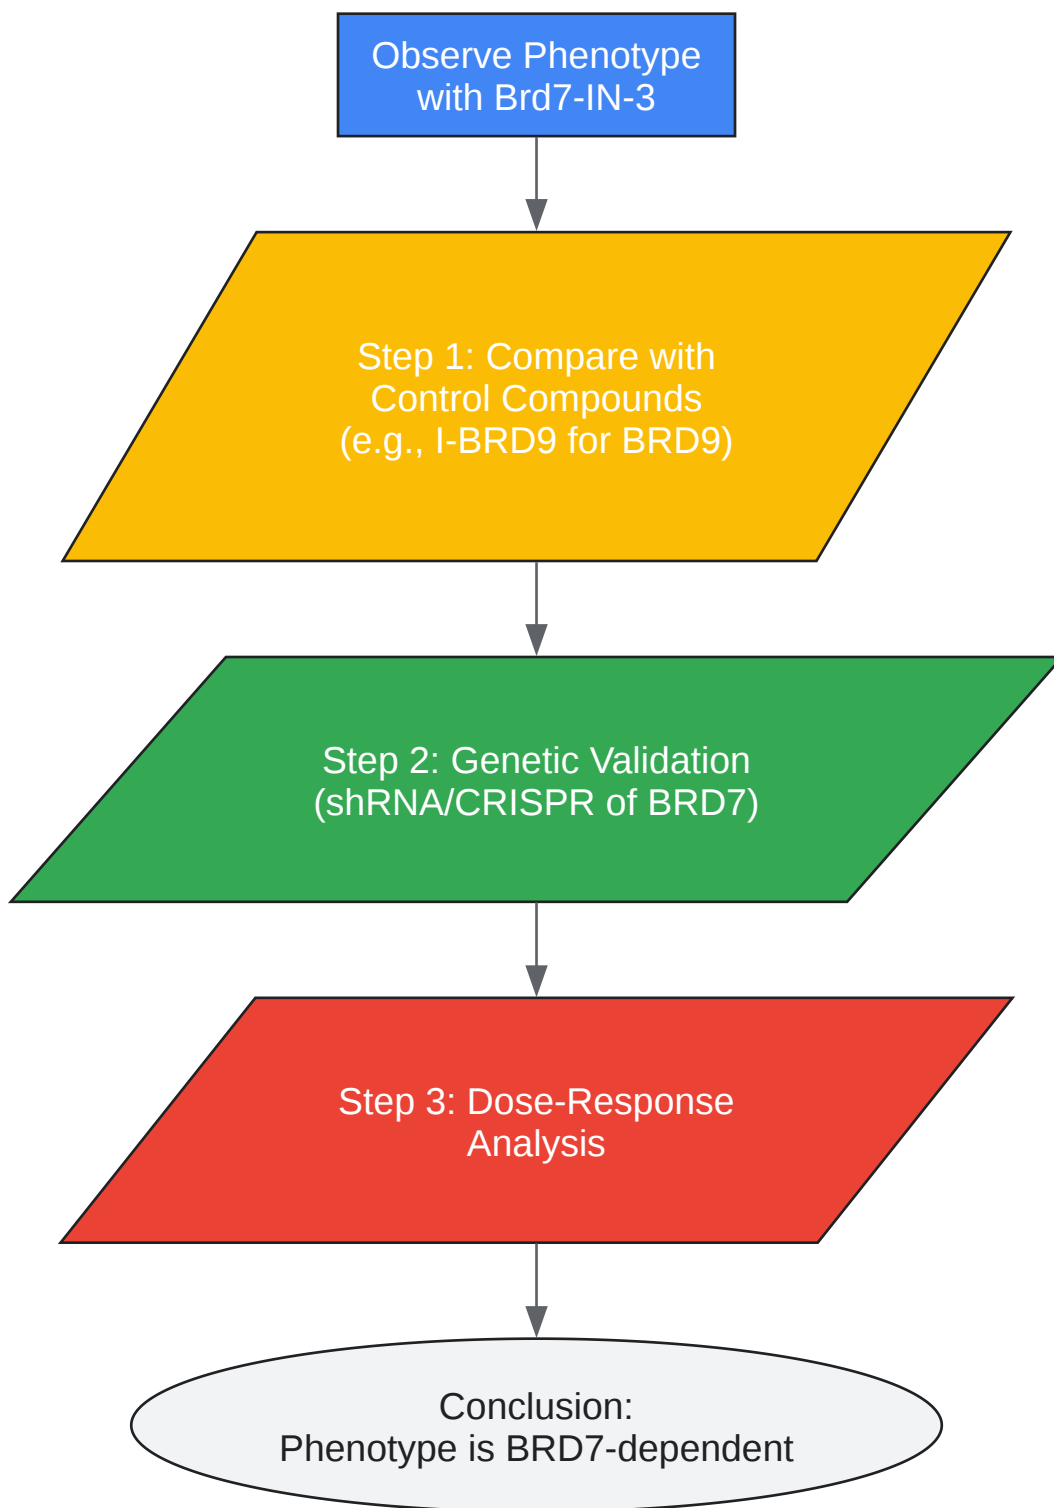 Observe Phenotype
with Brd7-IN-3
Step 1: Compare with
Control Compounds
(e.g., I-BRD9 for BRD9)
Step 2: Genetic Validation
(shRNA/CRISPR of BRD7)
Step 3: Dose-Response
Analysis
Conclusion:
Phenotype is BRD7-dependent